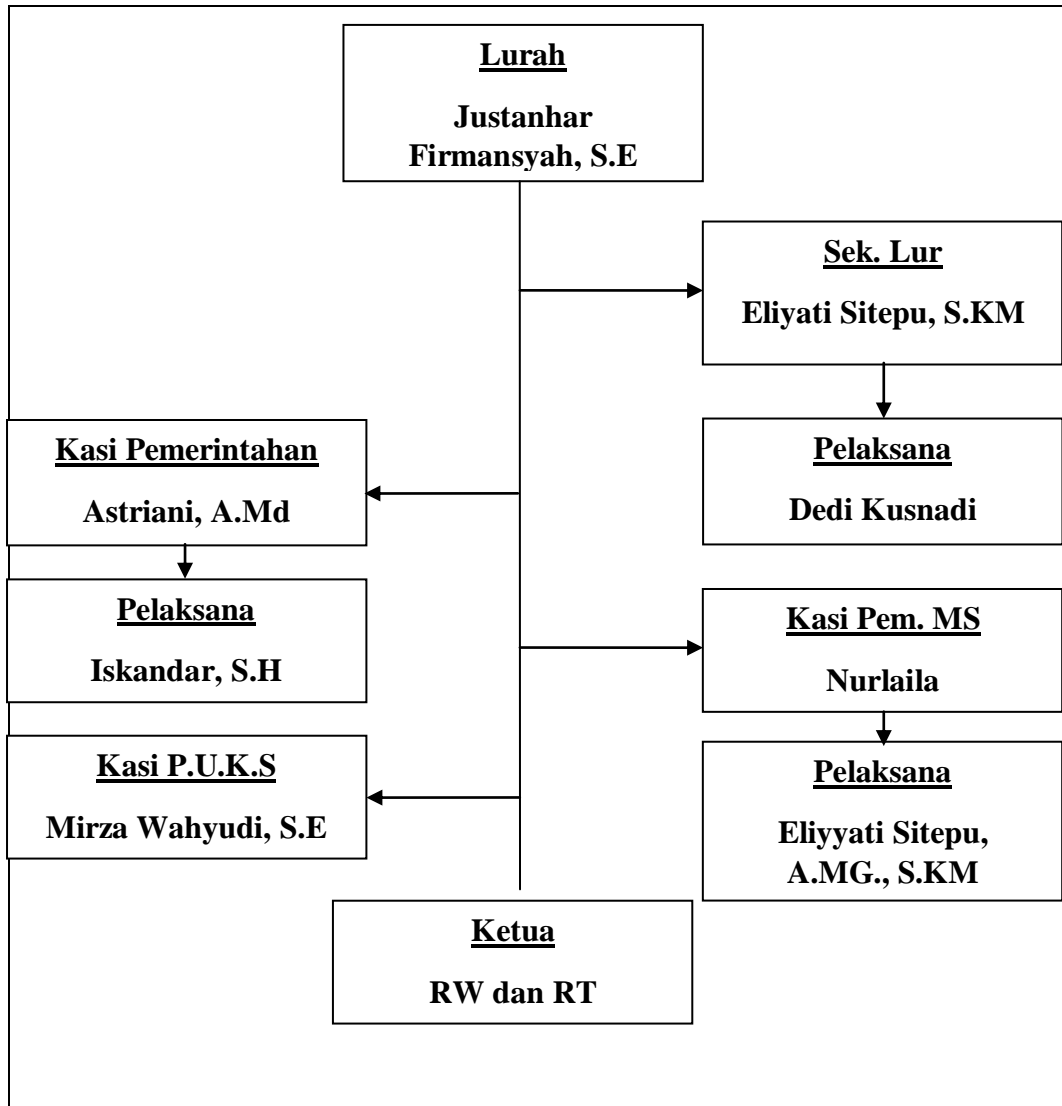 Lurah
Justanhar
Firmansyah, S.E
Sek. Lur
Eliyati Sitepu, S.KM
Kasi Pemerintahan
Astriani, A.Md
Pelaksana
Dedi Kusnadi
Pelaksana
Iskandar, S.H
Kasi Pem. MS
Nurlaila
Kasi P.U.K.S
Mirza Wahyudi, S.E
Pelaksana
Eliyyati Sitepu,
A.MG., S.KM
Ketua
RW dan RT